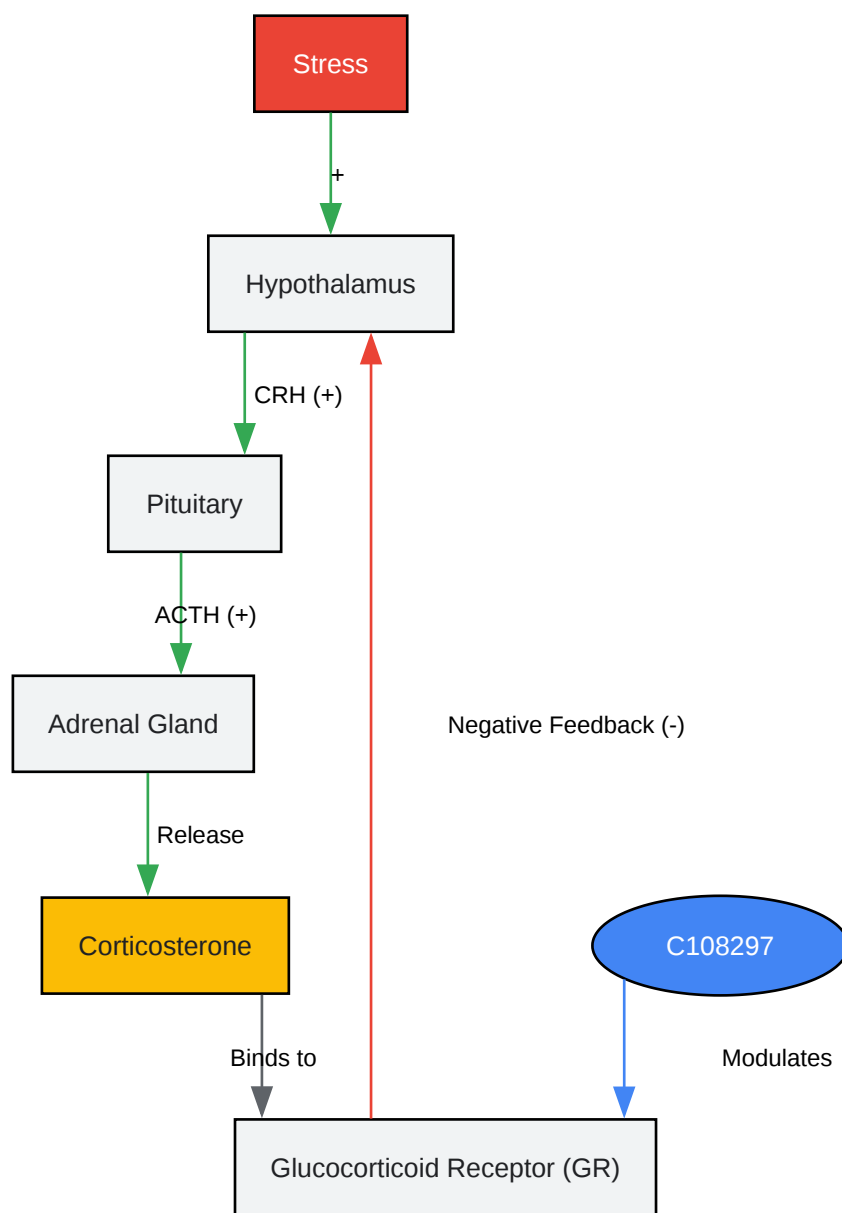 Stress
+
Hypothalamus
CRH (+)
Pituitary
ACTH (+)
Adrenal Gland
Negative Feedback (-)
Release
Corticosterone
C108297
Binds to
Modulates
Glucocorticoid Receptor (GR)